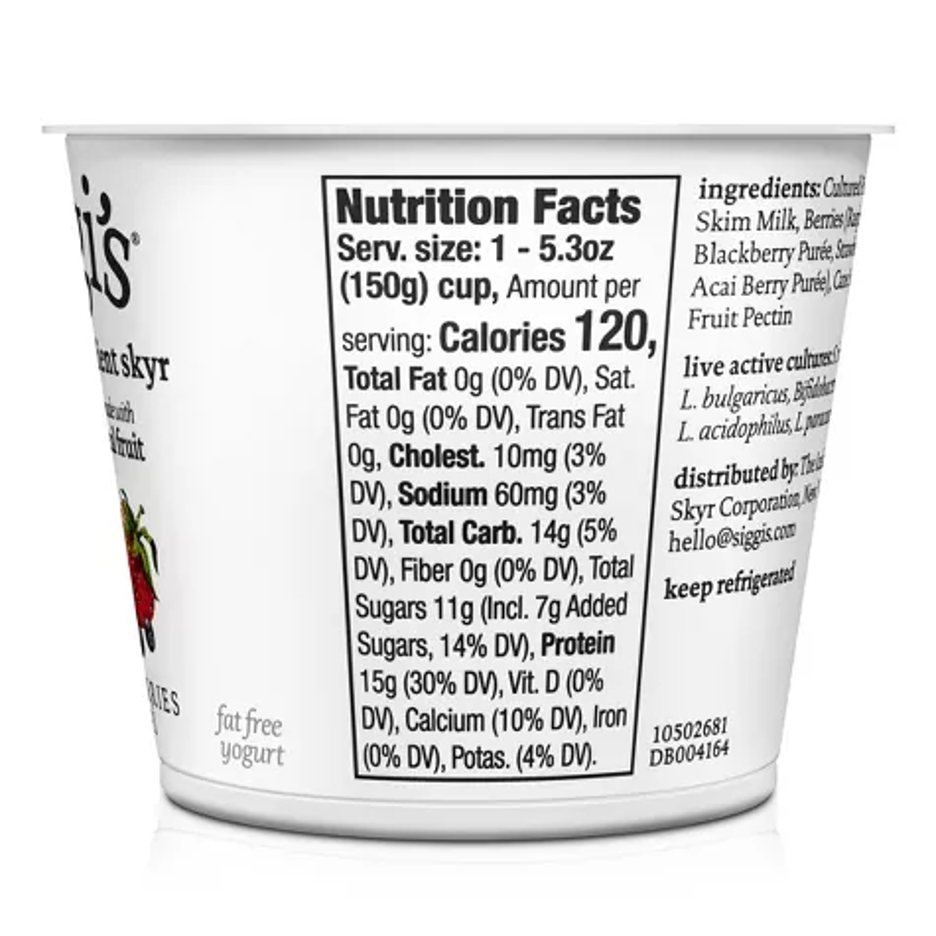 i's®
skyr
with
fruit
fat free
yogurt
Nutrition Facts
Serv. size: 1 - 5.3oz
(150g) cup, Amount per
serving: Calories 120,
Total Fat 0g (0% DV), Sat.
Fat 0g (0% DV), Trans Fat
0g, Cholest. 10mg (3%
DV), Sodium 60mg (3%
DV), Total Carb. 14g (5%
DV), Fiber 0g (0% DV), Total
Sugars 11g (Incl. 7g Added
Sugars, 14% DV), Protein
15g (30% DV), Vit. D (0%
DV), Calcium (10% DV), Iron
(0% DV), Potas. (4% DV).
ingredients: Cultured
Skim Milk, Berries
Blackberry Purée,
Acai Berry Purée),
Fruit Pectin
live active cultures:
L. bulgaricus,
L. acidophilus, L
distributed by: The
Skyr Corporation,
hello@siggis.com
keep refrigerated
10502681
DB004164